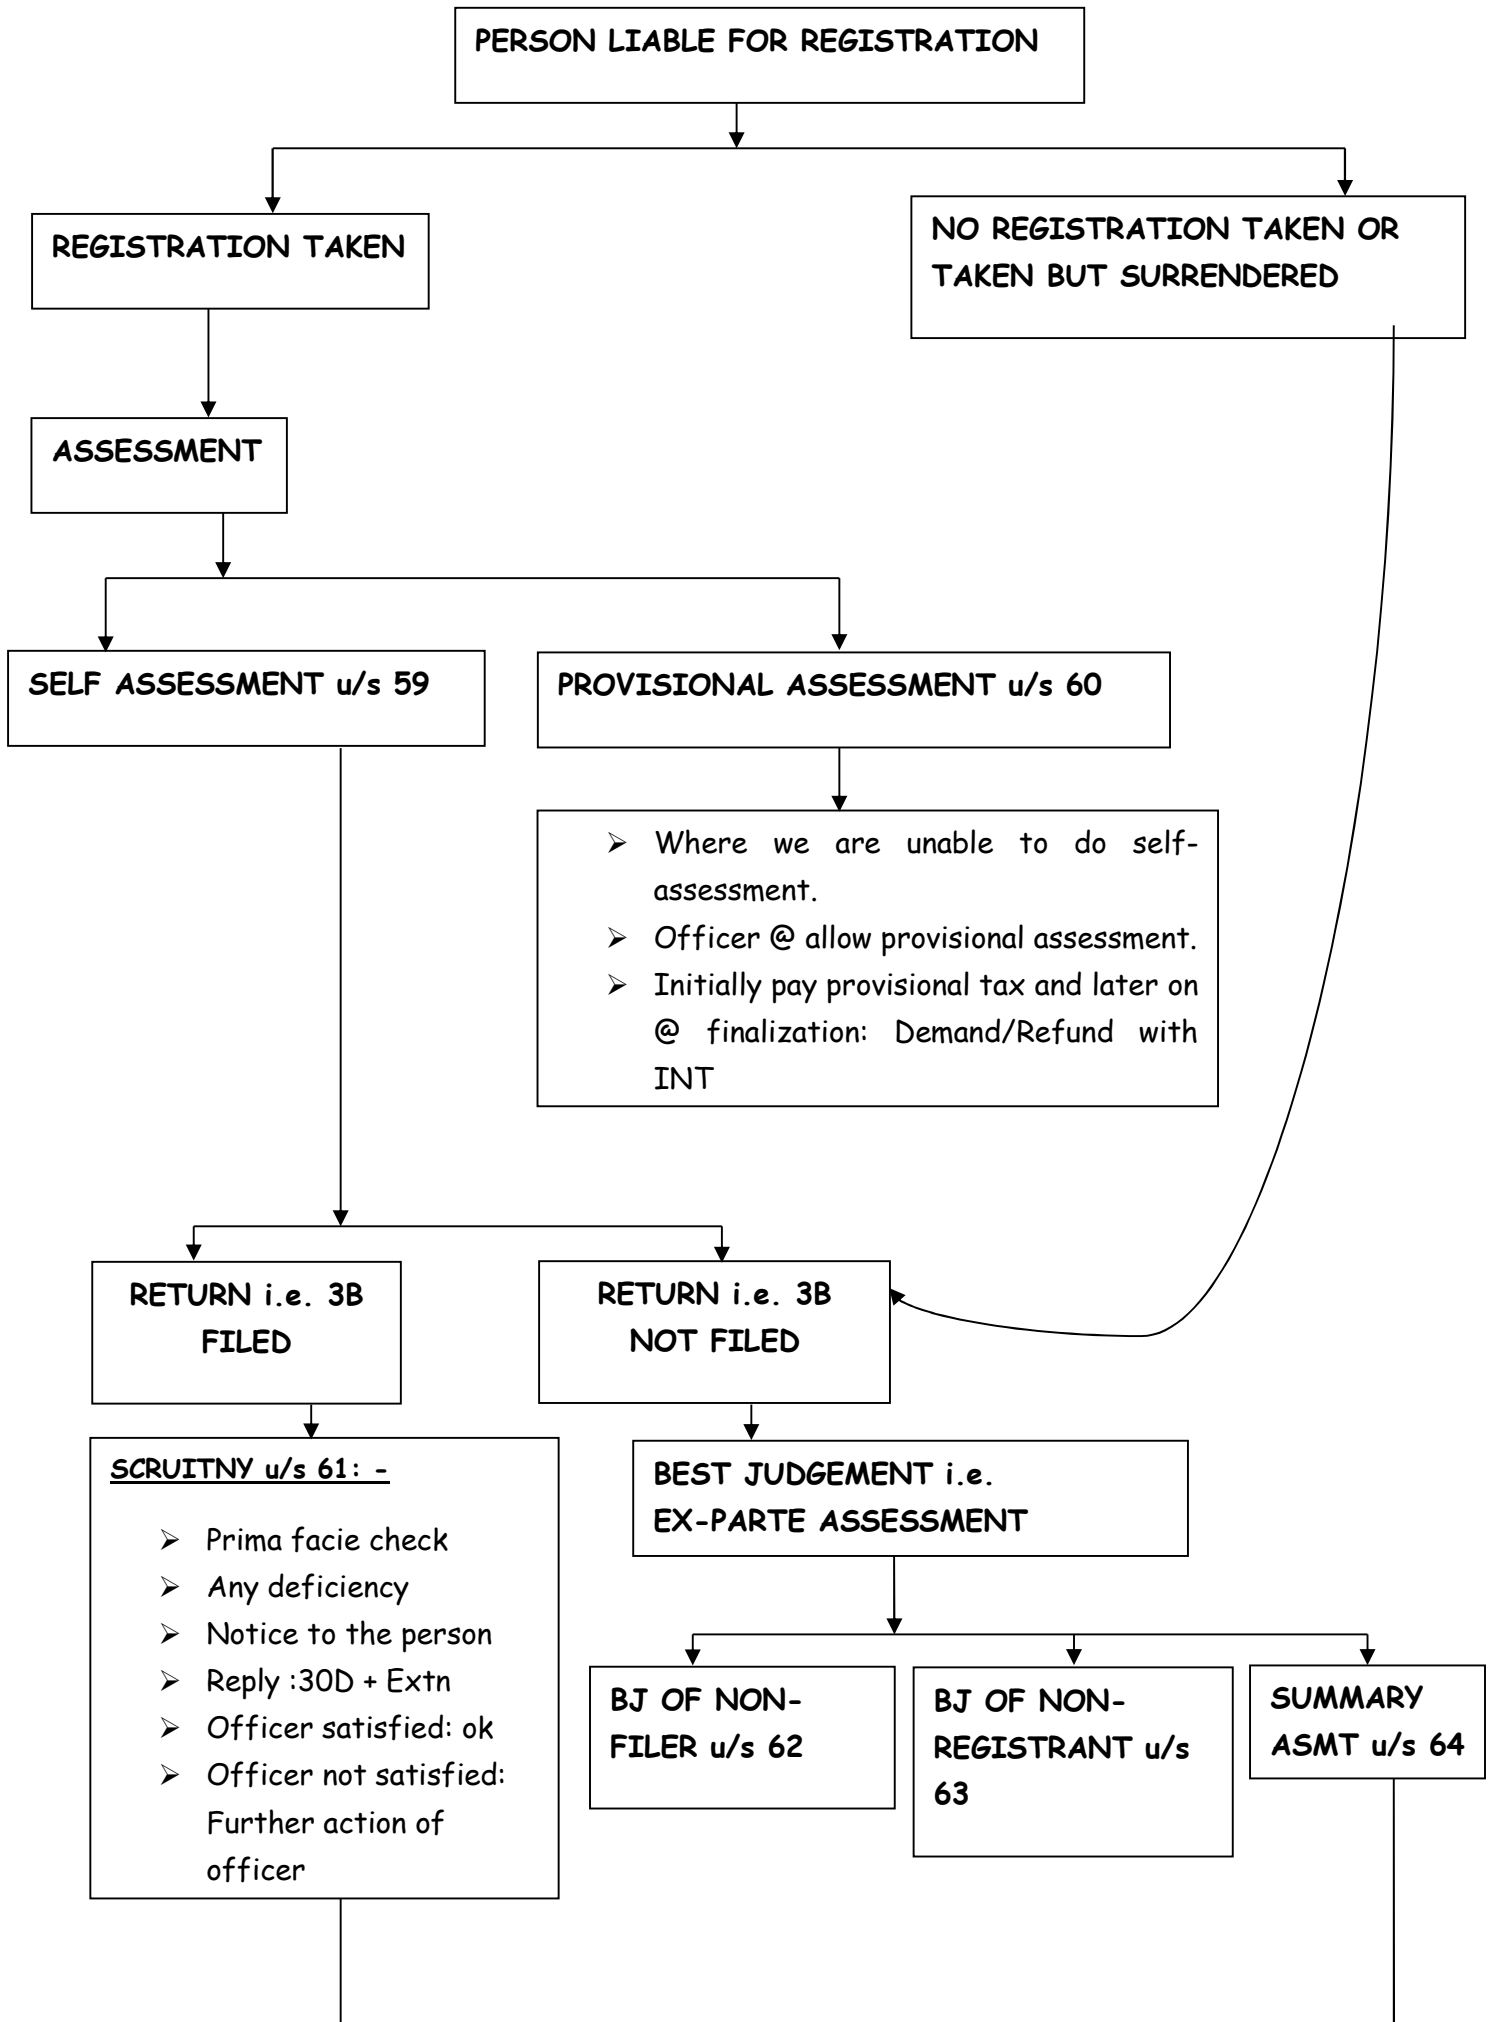 PERSON LIABLE FOR REGISTRATION
REGISTRATION TAKEN
NO REGISTRATION TAKEN OR
TAKEN BUT SURRENDERED
ASSESSMENT
SELF ASSESSMENT u/s 59
PROVISIONAL ASSESSMENT u/s 60
➢ Where we are unable to do self-
assessment.
➢ Officer @ allow provisional assessment.
➢ Initially pay provisional tax and later on
@ finalization: Demand/Refund with
INT
RETURN i.e. 3B
FILED
RETURN i.e. 3B
NOT FILED
SCRUITNY u/s 61: -
➢ Prima facie check
➢ Any deficiency
➢ Notice to the person
➢ Reply :30D + Extn
➢ Officer satisfied: ok
➢ Officer not satisfied:
Further action of
officer
BEST JUDGEMENT i.e.
EX-PARTE ASSESSMENT
BJ OF NON-
FILER u/s 62
BJ OF NON-
REGISTRANT u/s
63
SUMMARY
ASMT u/s 64